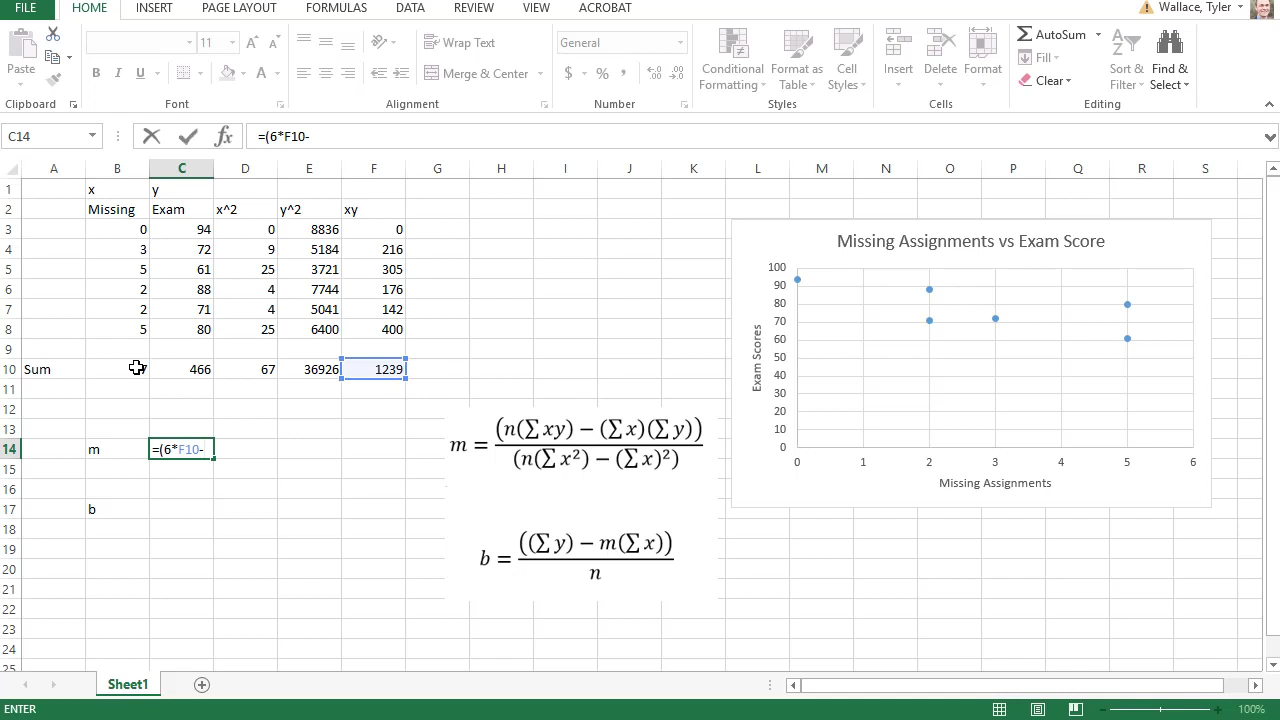 FILE HOME INSERT PAGE LAYOUT FORMULAS DATA REVIEW VIEW ACROBAT Wallace, Tyler
11 A A Wrap Text General AutoSum
Paste B I U A Merge & Center $ % , Conditional Formatting Format as Table Cell Styles Insert Delete Format Fill Clear Sort & Filter Find & Select
Clipboard Font Alignment Number Styles Cells Editing
C14 fx =(6*F10-
A B C D E F G H I J K L M N O P Q R S
1 x y
2 Missing Exam x^2 y^2 xy
3 0 94 0 8836 0
4 3 72 9 5184 216
5 5 61 25 3721 305
6 2 88 4 7744 176
7 2 71 4 5041 142
8 5 80 25 6400 400
9
10 Sum 466 67 36926 1239
11
12
13
14 m =(6*F10-
15
16
17 b
18
19
20
21
22
23
24
25
m = (n(∑ xy) − (∑ x)(∑ y)) / (n(∑ x²) − (∑ x)²)
b = ((∑ y) − m(∑ x)) / n
Missing Assignments vs Exam Score
Exam Scores
100
90
80
70
60
50
40
30
20
10
0
0 1 2 3 4 5 6
Missing Assignments
Sheet1
ENTER 100%